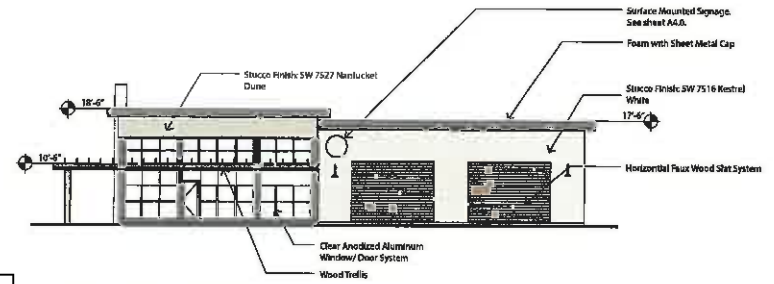 Surface Mounted Signage.
See sheet A4.0.
Foam with Sheet Metal Cap
Stucco Finish: SW 7527 Nantucket
Dune
Stucco Finish: SW 7516 Kestrel
White
18'-6"
17'-6"
10'-6"
Horizontial Faux Wood Slat System
Clear Anodized Aluminum
Window/ Door System
Wood Trellis